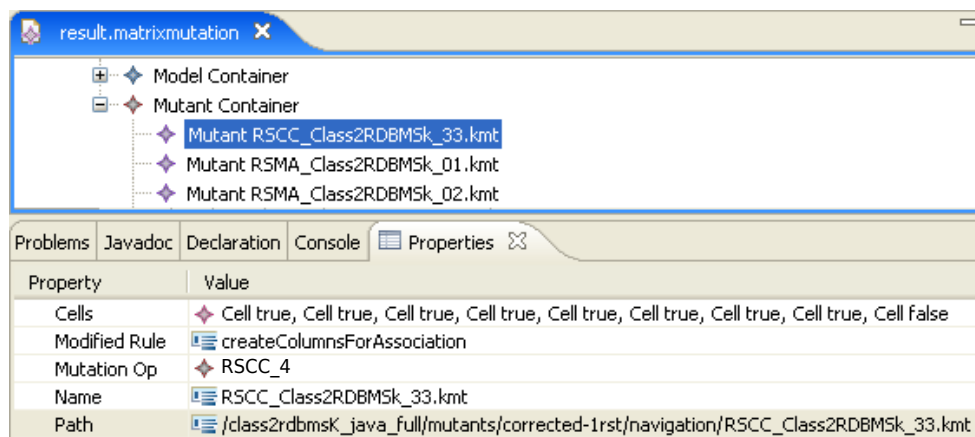 result.matrixmutation
Model Container
Mutant Container
Mutant RSCC_Class2RDBMSk_33.kmt
Mutant RSMA_Class2RDBMSk_01.kmt
Mutant RSMA_Class2RDBMSk_02.kmt
Problems Javadoc Declaration Console Properties
Property Value
Cells Cell true, Cell true, Cell true, Cell true, Cell true, Cell true, Cell true, Cell true, Cell false
Modified Rule createColumnsForAssociation
Mutation Op RSCC_4
Name RSCC_Class2RDBMSk_33.kmt
Path /class2rdbmsK_java_full/mutants/corrected-1rst/navigation/RSCC_Class2RDBMSk_33.kmt